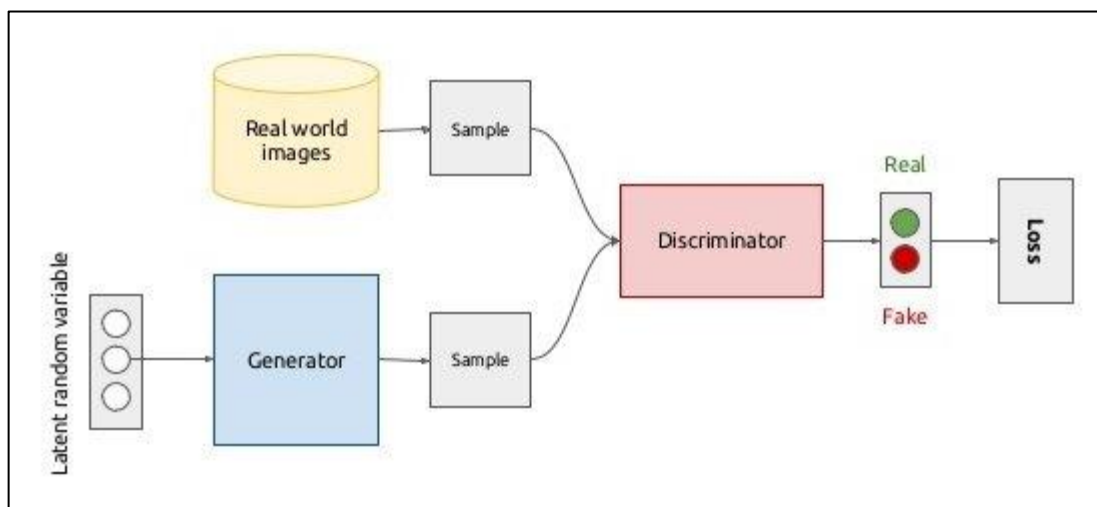 Real world
images
Sample
Real
Discriminator
Loss
Fake
Latent random variable
Generator
Sample